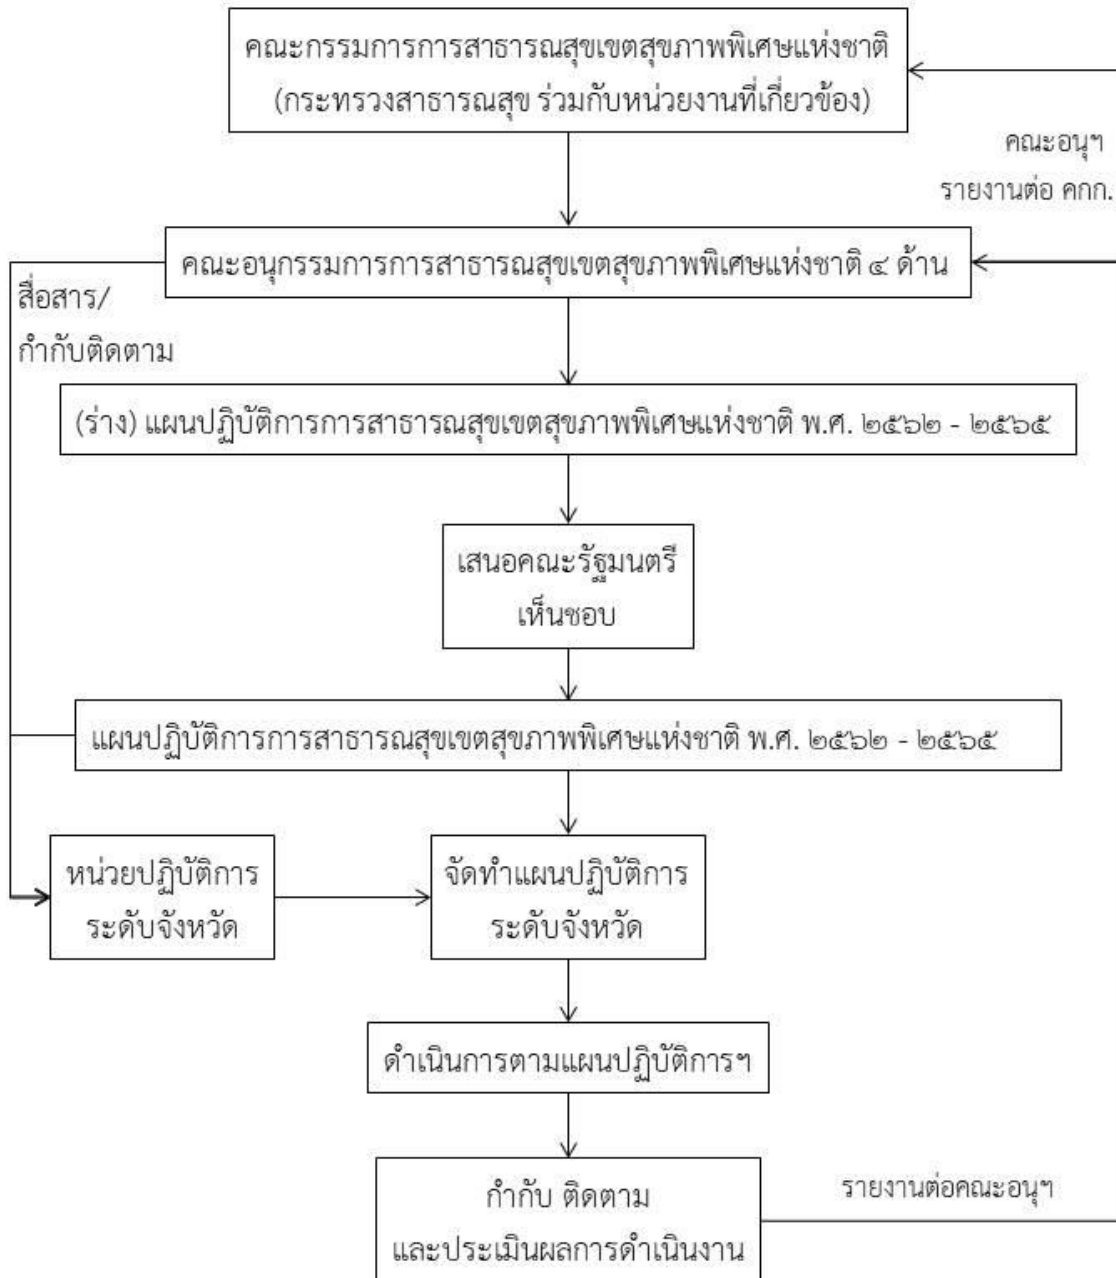 คณะกรรมการการสาธารณสุขเขตสุขภาพพิเศษแห่งชาติ
(กระทรวงสาธารณสุข ร่วมกับหน่วยงานที่เกี่ยวข้อง)
คณะอนุฯ
รายงานต่อ คกก.
คณะอนุกรรมการการสาธารณสุขเขตสุขภาพพิเศษแห่งชาติ ๔ ด้าน
สื่อสาร/
กำกับติดตาม
(ร่าง) แผนปฏิบัติการการสาธารณสุขเขตสุขภาพพิเศษแห่งชาติ พ.ศ. ๒๕๖๒ - ๒๕๖๕
เสนอคณะรัฐมนตรี
เห็นชอบ
แผนปฏิบัติการการสาธารณสุขเขตสุขภาพพิเศษแห่งชาติ พ.ศ. ๒๕๖๒ - ๒๕๖๕
หน่วยปฏิบัติการ
ระดับจังหวัด
จัดทำแผนปฏิบัติการ
ระดับจังหวัด
ดำเนินการตามแผนปฏิบัติการฯ
กำกับ ติดตาม
และประเมินผลการดำเนินงาน
รายงานต่อคณะอนุฯ